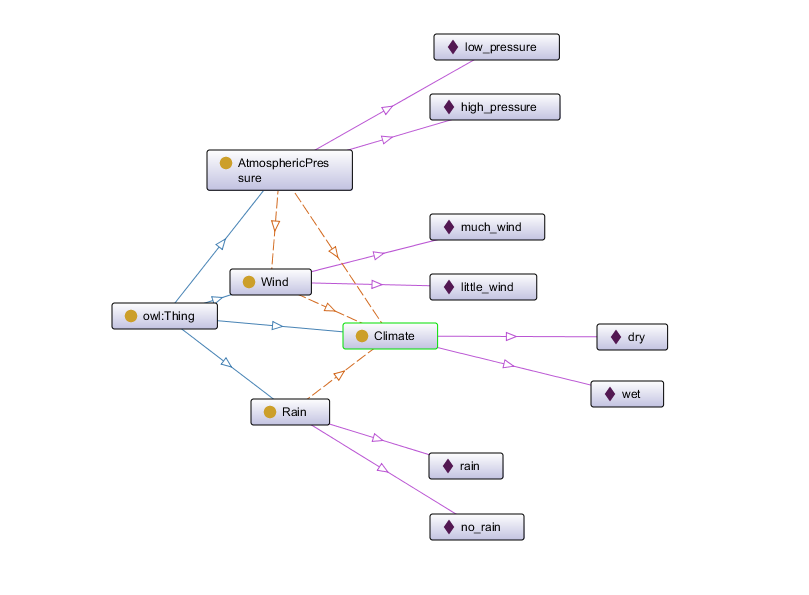 low_pressure
high_pressure
AtmosphericPres
sure
much_wind
Wind
little_wind
owl:Thing
Climate
dry
wet
Rain
rain
no_rain